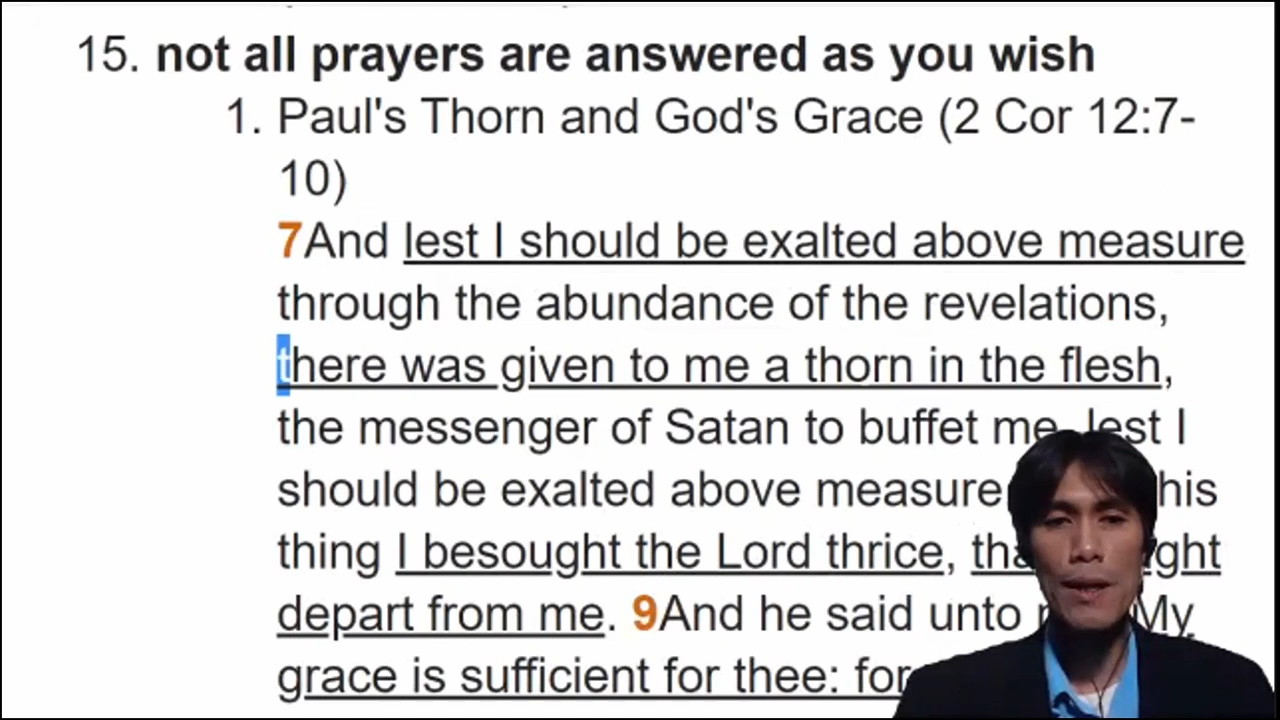 15. not all prayers are answered as you wish
1. Paul's Thorn and God's Grace (2 Cor 12:7-
10)
7And lest I should be exalted above measure
through the abundance of the revelations,
there was given to me a thorn in the flesh,
the messenger of Satan to buffet me, lest I
should be exalted above measure
thing I besought the Lord thrice,
depart from me. 9And he said unto My
grace is sufficient for thee: for